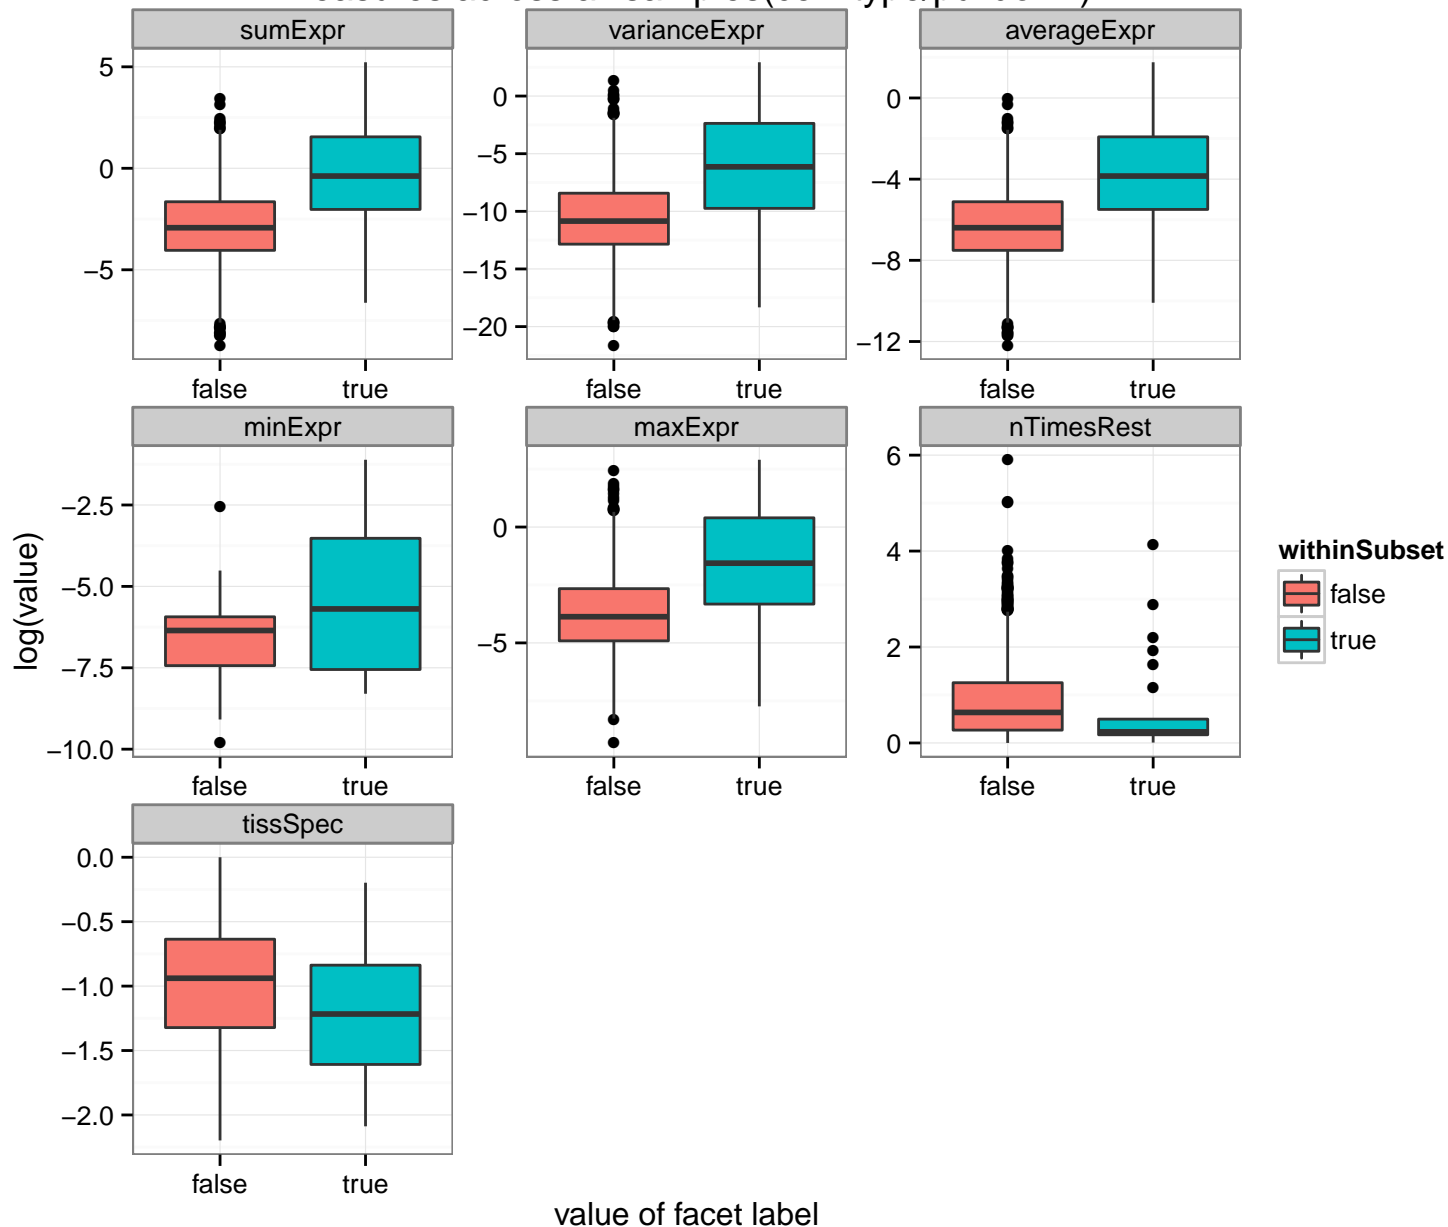 sumExpr varianceExpr averageExpr
5
0
−5
0
−5
−10
−15
−20
0
−4
−8
−12
false true false true false true
minExpr maxExpr nTimesRest
−2.5
−5.0
−7.5
−10.0
0
−5
6
4
2
0
false true false true false true
tissSpec
0.0
−0.5
−1.0
−1.5
−2.0
false true
log(value)
value of facet label
withinSubset
false
true